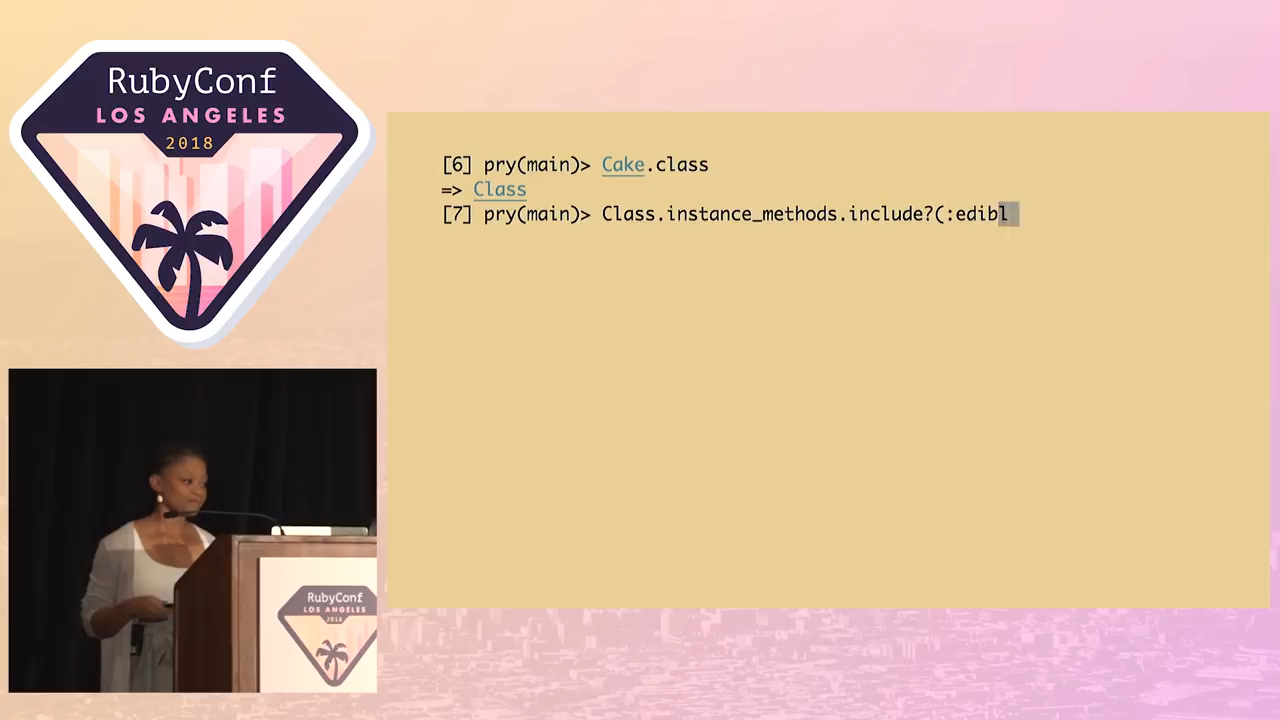 RubyConf
LOS ANGELES
2018
[6] pry(main)> Cake.class
=> Class
[7] pry(main)> Class.instance_methods.include?(:edibl
RubyConf
LOS ANGELES
2018